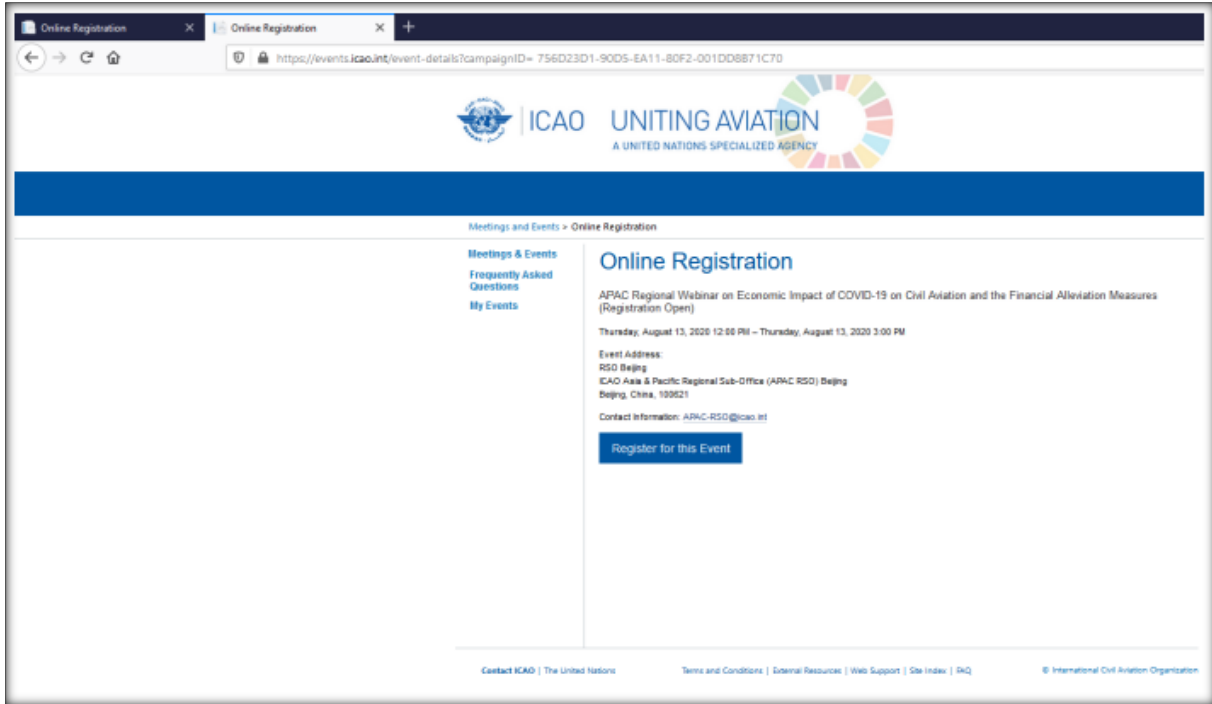 Online Registration
Online Registration
https://events.icao.int/event-details?campaignID= 756D23D1-90D5-EA11-80F2-001DD8B71C70
ICAO
UNITING AVIATION
A UNITED NATIONS SPECIALIZED AGENCY
Meetings and Events > Online Registration
Meetings & Events
Frequently Asked
Questions
My Events
Online Registration
APAC Regional Webinar on Economic Impact of COVID-19 on Civil Aviation and the Financial Alleviation Measures
(Registration Open)
Thursday, August 13, 2020 12:00 PM – Thursday, August 13, 2020 3:00 PM
Event Address:
RSO Beijing
ICAO Asia & Pacific Regional Sub-Office (APAC RSO) Beijing
Beijing, China, 100621
Contact Information: APAC-RSO@icao.int
Register for this Event
Contact ICAO | The United Nations
Terms and Conditions | External Resources | Web Support | Site Index | FAQ
© International Civil Aviation Organization